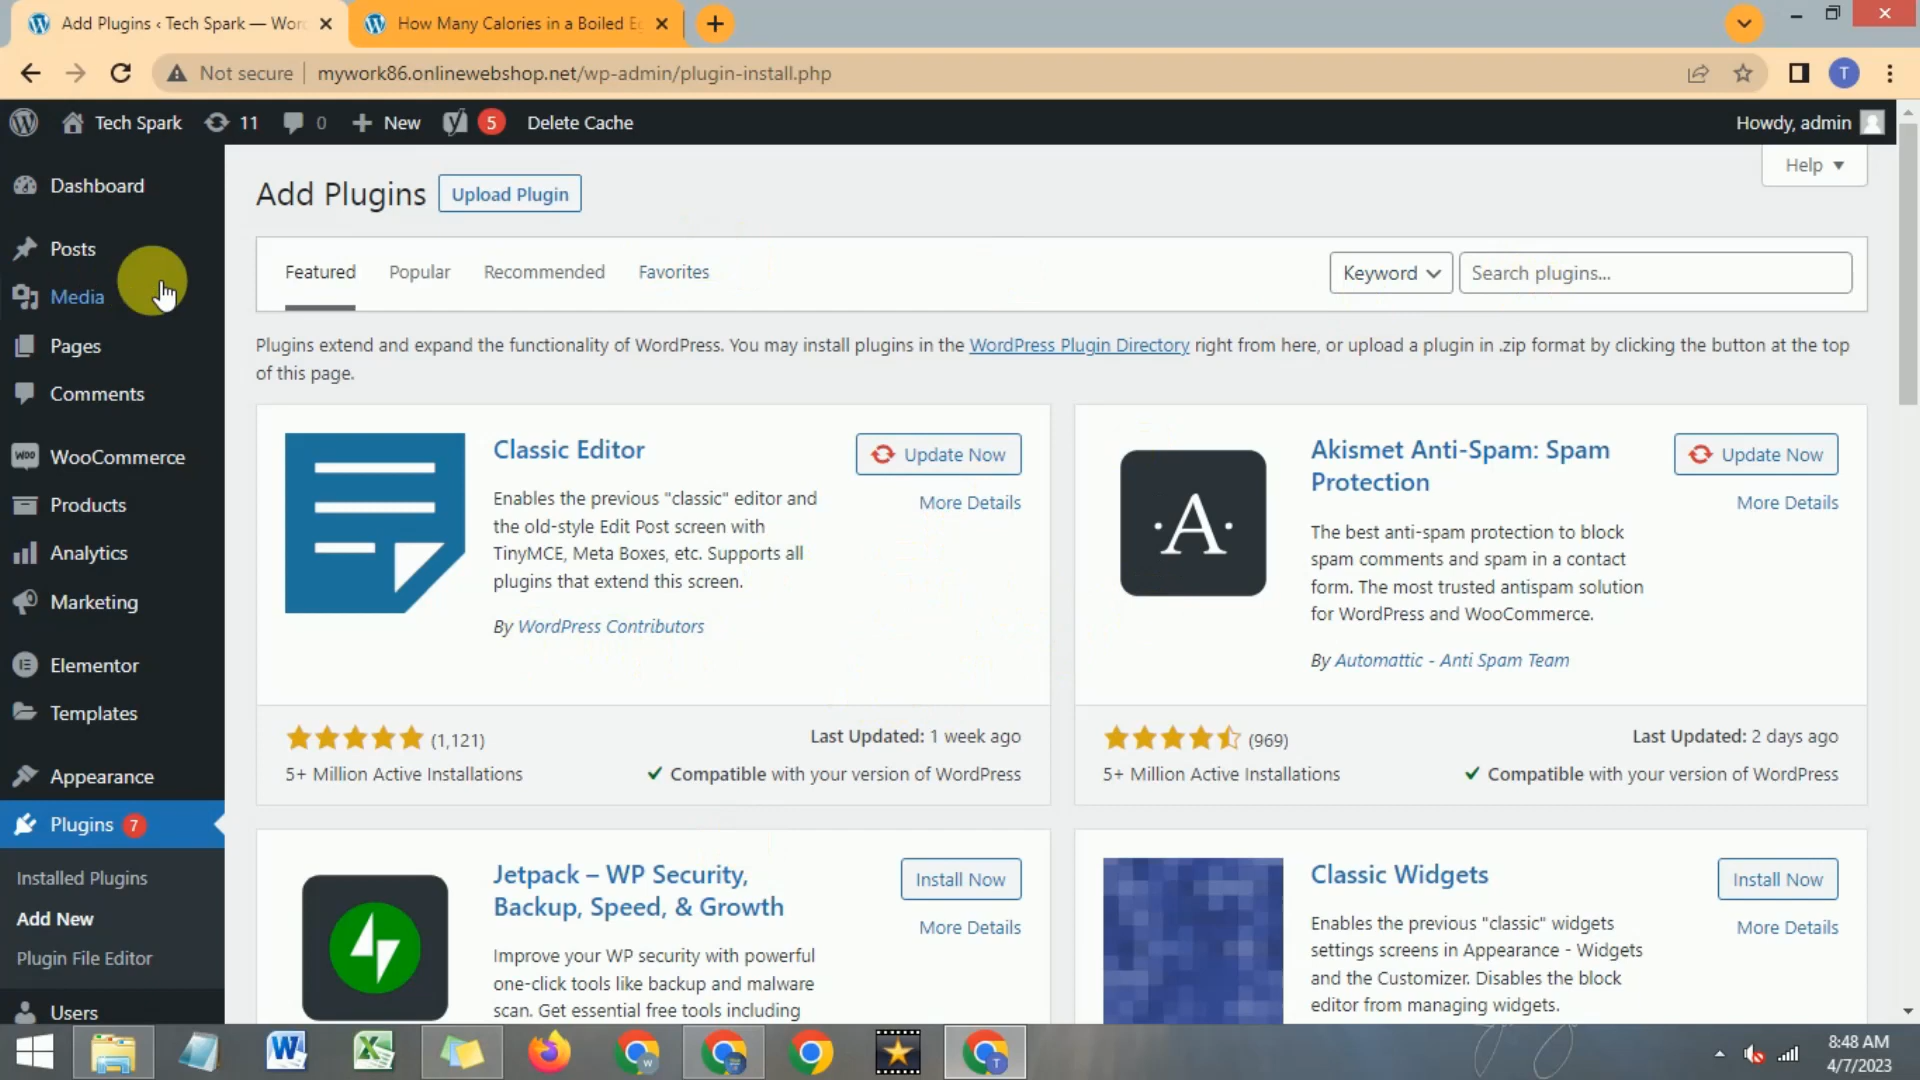 Add Plugins ‹ Tech Spark — Wor
How Many Calories in a Boiled E
Not secure
mywork86.onlinewebshop.net/wp-admin/plugin-install.php
T
Tech Spark
11
0
New
5
Delete Cache
Howdy, admin
Dashboard
Posts
Media
Pages
Comments
WooCommerce
Products
Analytics
Marketing
Elementor
Templates
Appearance
Plugins 7
Installed Plugins
Add New
Plugin File Editor
Users
Help
Add Plugins
Upload Plugin
Featured
Popular
Recommended
Favorites
Keyword
Search plugins...
Plugins extend and expand the functionality of WordPress. You may install plugins in the WordPress Plugin Directory right from here, or upload a plugin in .zip format by clicking the button at the top
of this page.
Classic Editor
Update Now
More Details
Enables the previous "classic" editor and
the old-style Edit Post screen with
TinyMCE, Meta Boxes, etc. Supports all
plugins that extend this screen.
By WordPress Contributors
(1,121)
5+ Million Active Installations
Last Updated: 1 week ago
Compatible with your version of WordPress
·A·
Akismet Anti-Spam: Spam
Protection
Update Now
More Details
The best anti-spam protection to block
spam comments and spam in a contact
form. The most trusted antispam solution
for WordPress and WooCommerce.
By Automattic - Anti Spam Team
(969)
5+ Million Active Installations
Last Updated: 2 days ago
Compatible with your version of WordPress
Jetpack – WP Security,
Backup, Speed, & Growth
Install Now
More Details
Improve your WP security with powerful
one-click tools like backup and malware
scan. Get essential free tools including
Classic Widgets
Install Now
More Details
Enables the previous "classic" widgets
settings screens in Appearance - Widgets
and the Customizer. Disables the block
editor from managing widgets.
8:48 AM
4/7/2023